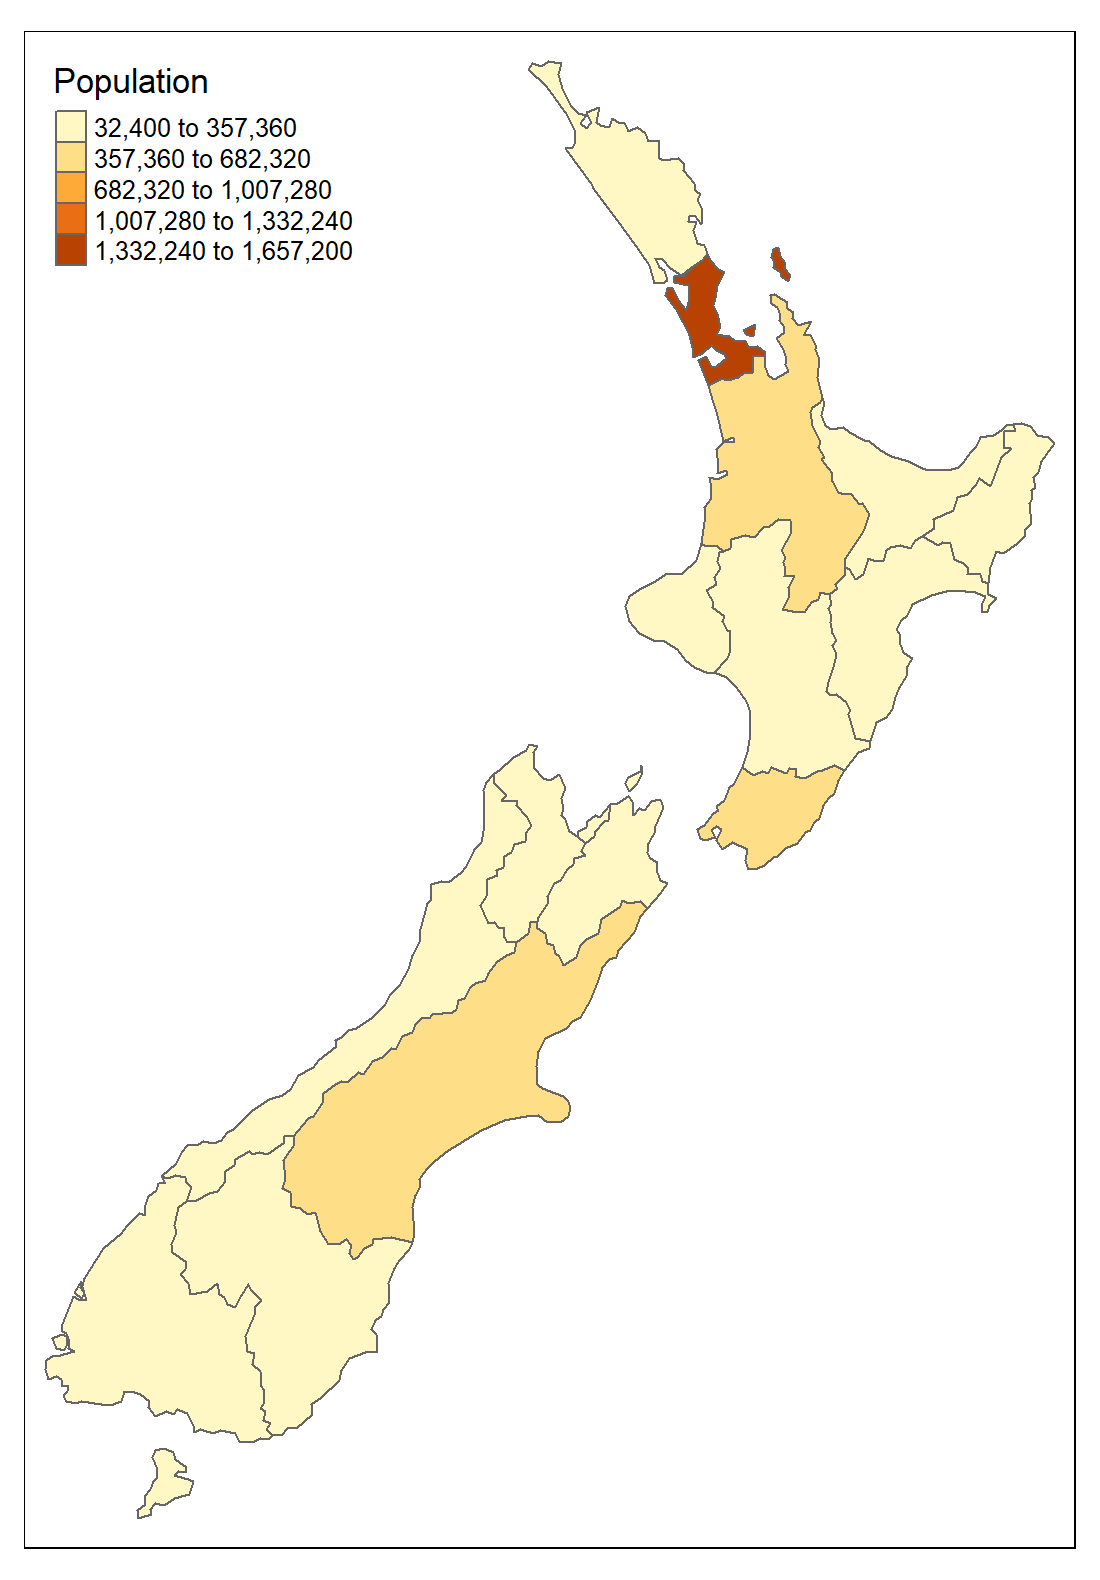 Population
32,400 to 357,360
357,360 to 682,320
682,320 to 1,007,280
1,007,280 to 1,332,240
1,332,240 to 1,657,200